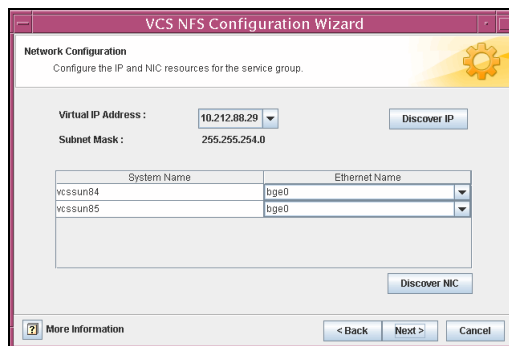 VCS NFS Configuration Wizard
Network Configuration
Configure the IP and NIC resources for the service group.
Virtual IP Address :
10.212.88.29
Discover IP
Subnet Mask :
255.255.254.0
System Name
Ethernet Name
vcssun84
bge0
vcssun85
bge0
Discover NIC
? More Information
< Back
Next >
Cancel